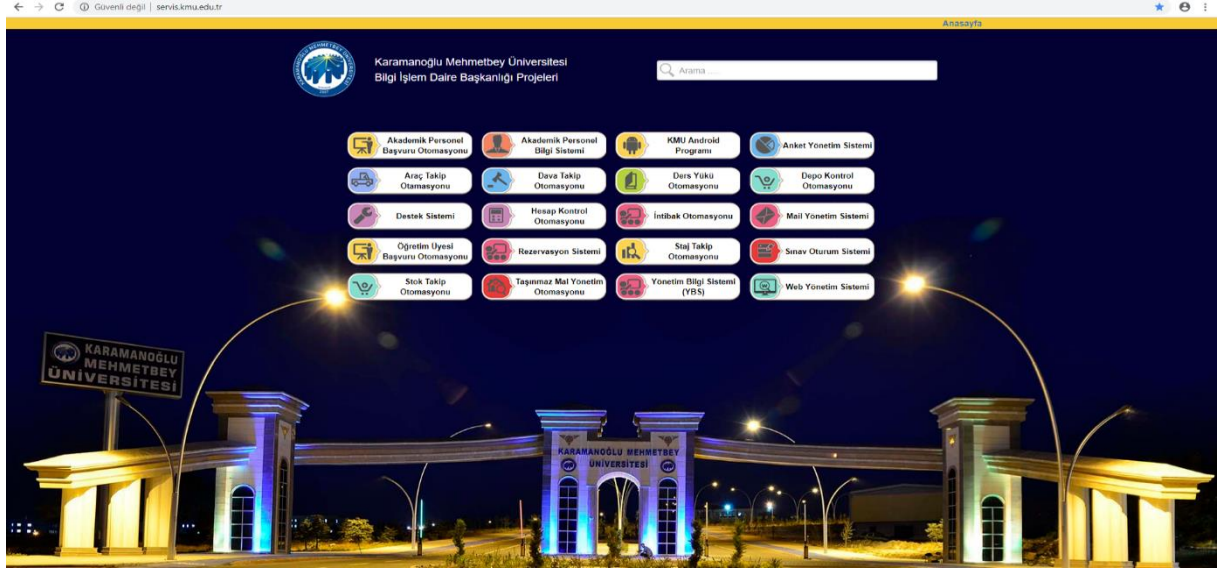 Güvenli değil | servis.kmu.edu.tr
Anasayfa
Karamanoğlu Mehmetbey Üniversitesi
Bilgi İşlem Daire Başkanlığı Projeleri
Arama ....
Akademik Personel
Başvuru Otomasyonu
Akademik Personel
Bilgi Sistemi
KMU Android
Programı
Anket Yönetim Sistemi
Araç Takip
Otamasyonu
Dava Takip
Otomasyonu
Ders Yükü
Otomasyonu
Depo Kontrol
Otomasyonu
Destek Sistemi
Hesap Kontrol
Otomasyonu
İntibak Otomasyonu
Mail Yönetim Sistemi
Öğretim Üyesi
Başvuru Otomasyonu
Rezervasyon Sistemi
Staj Takip
Otomasyonu
Sınav Oturum Sistemi
Stok Takip
Otomasyonu
Taşınmaz Mal Yönetim
Otomasyonu
Yönetim Bilgi Sistemi
(YBS)
Web Yönetim Sistemi
KARAMANOĞLU
MEHMETBEY
ÜNİVERSİTESİ
KARAMANOĞLU MEHMETBEY
ÜNİVERSİTESİ